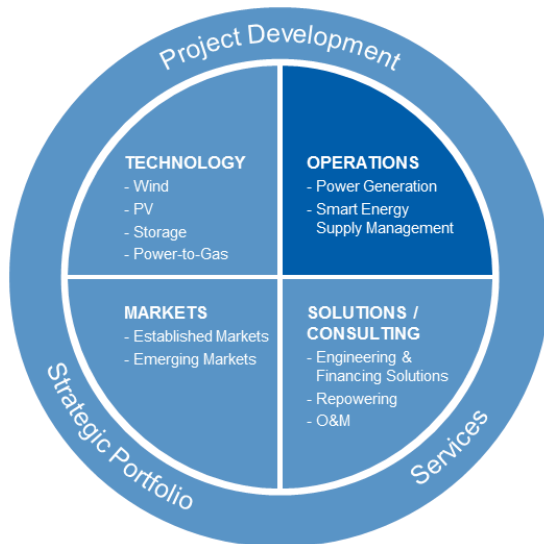 Project Development
TECHNOLOGY
- Wind
- PV
- Storage
- Power-to-Gas
OPERATIONS
- Power Generation
- Smart Energy
Supply Management
MARKETS
- Established Markets
- Emerging Markets
SOLUTIONS /
CONSULTING
- Engineering &
Financing Solutions
- Repowering
- O&M
Strategic Portfolio
Services